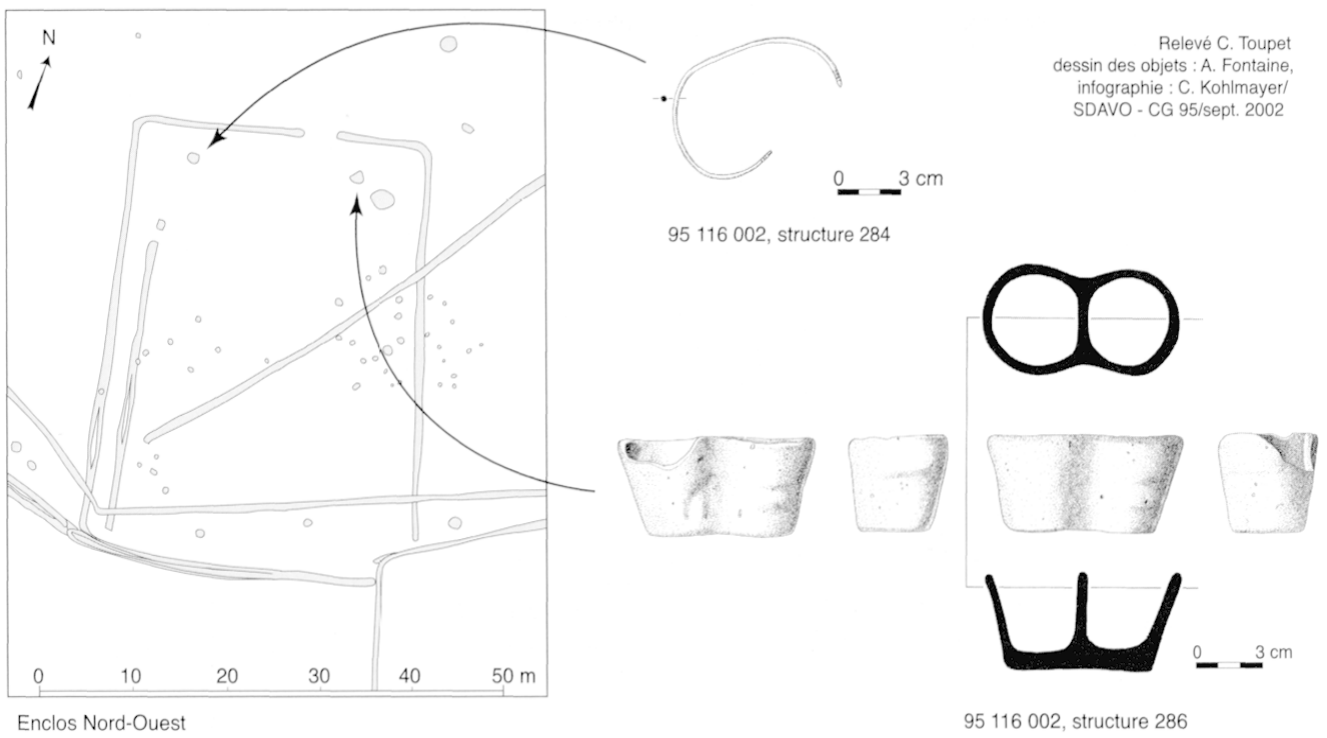 N
Relevé C. Toupet
dessin des objets : A. Fontaine,
infographie : C. Kohlmayer/
SDAVO - CG 95/sept. 2002
0 3 cm
95 116 002, structure 284
0 10 20 30 40 50 m
0 3 cm
Enclos Nord-Ouest
95 116 002, structure 286